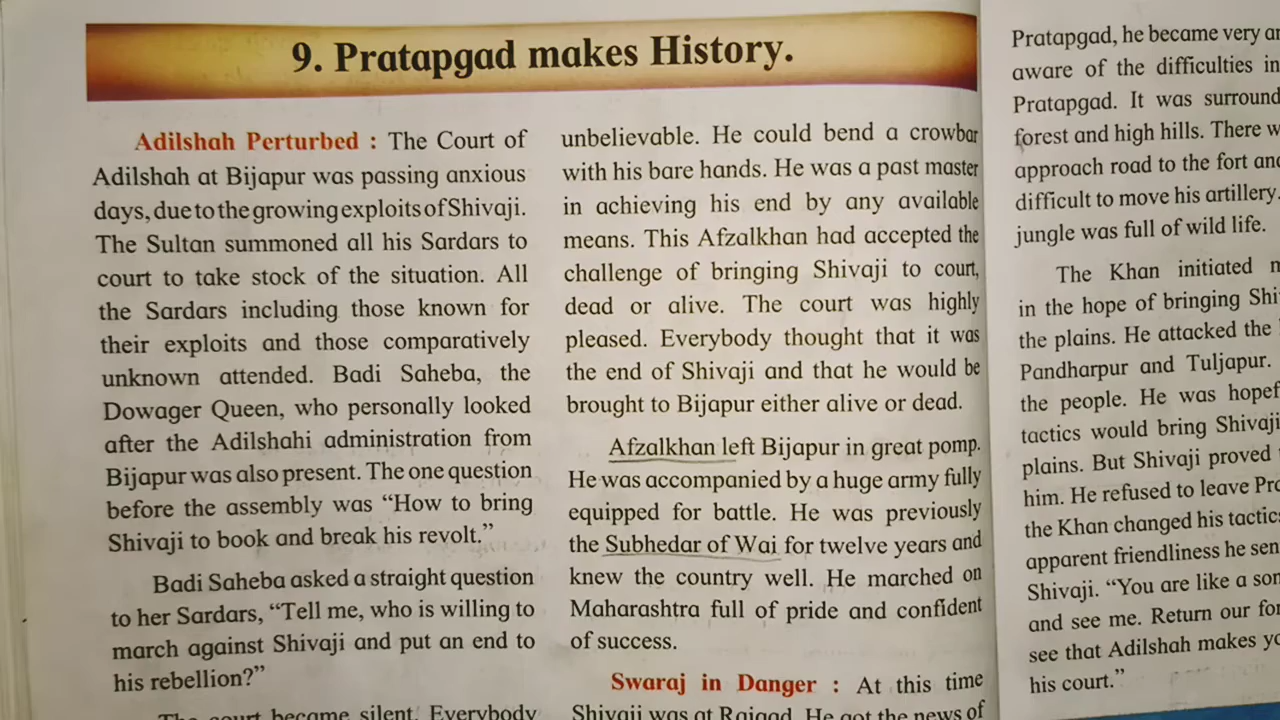 9. Pratapgad makes History.
Adilshah Perturbed : The Court of
Adilshah at Bijapur was passing anxious
days, due to the growing exploits of Shivaji.
The Sultan summoned all his Sardars to
court to take stock of the situation. All
the Sardars including those known for
their exploits and those comparatively
unknown attended. Badi Saheba, the
Dowager Queen, who personally looked
after the Adilshahi administration from
Bijapur was also present. The one question
before the assembly was “How to bring
Shivaji to book and break his revolt.”
Badi Saheba asked a straight question
to her Sardars, “Tell me, who is willing to
march against Shivaji and put an end to
his rebellion?”
The court became silent. Everybody
unbelievable. He could bend a crowbar
with his bare hands. He was a past master
in achieving his end by any available
means. This Afzalkhan had accepted the
challenge of bringing Shivaji to court,
dead or alive. The court was highly
pleased. Everybody thought that it was
the end of Shivaji and that he would be
brought to Bijapur either alive or dead.
Afzalkhan left Bijapur in great pomp.
He was accompanied by a huge army fully
equipped for battle. He was previously
the Subhedar of Wai for twelve years and
knew the country well. He marched on
Maharashtra full of pride and confident
of success.
Swaraj in Danger : At this time
Shivaji was at Rajgad. He got the news of
Pratapgad, he became very
aware of the difficulties in
Pratapgad. It was
forest and high hills. There
approach road to the fort
difficult to move his artillery.
jungle was full of wild life.
The Khan initiated
in the hope of bringing
the plains. He attacked the
Pandharpur and Tuljapur.
the people. He was
tactics would bring Shivaji
plains. But Shivaji proved
him. He refused to leave
the Khan changed his
apparent friendliness he
Shivaji. “You are like a
and see me. Return our
see that Adilshah makes
his court.”